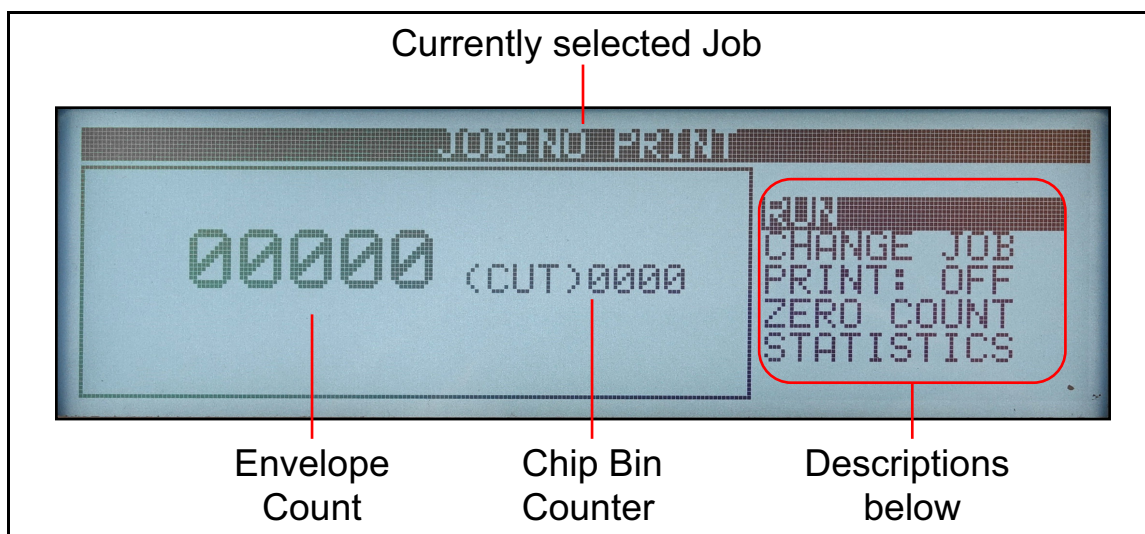 Currently selected Job
JOB:NO PRINT
00000 (CUT)0000
RUN
CHANGE JOB
PRINT: OFF
ZERO COUNT
STATISTICS
Envelope
Count
Chip Bin
Counter
Descriptions
below